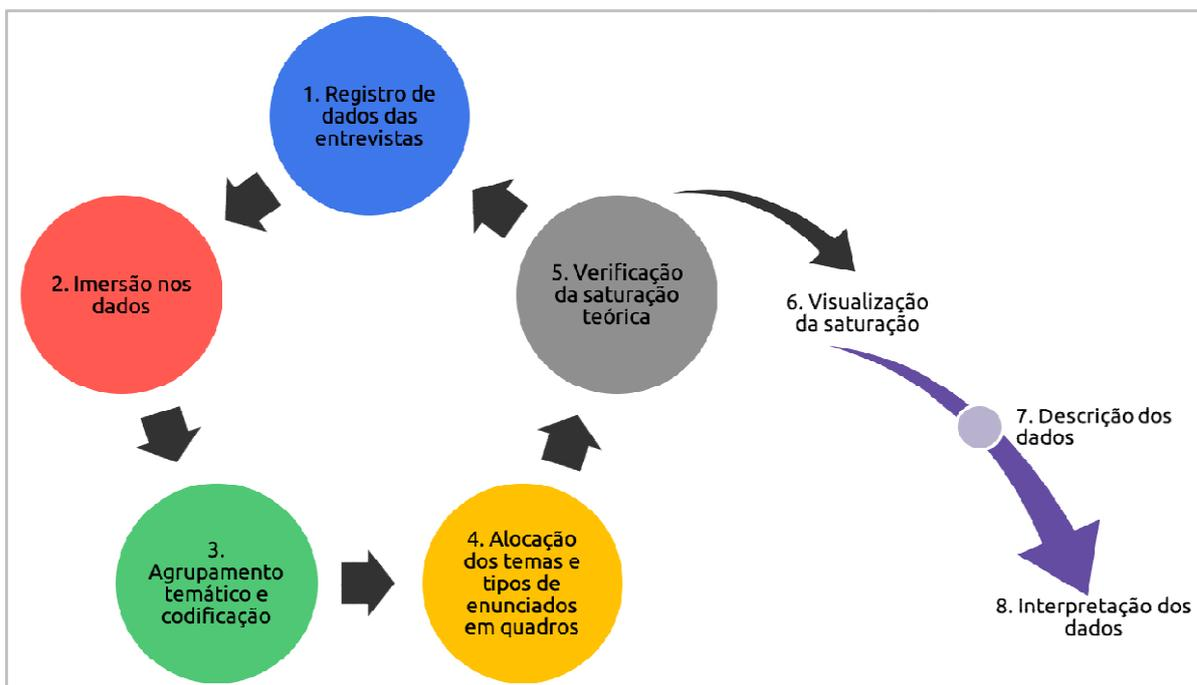 1. Registro de
dados das
entrevistas
2. Imersão nos
dados
3.
Agrupamento
temático e
codificação
4. Alocação
dos temas e
tipos de
enunciados
em quadros
5. Verificação
da saturação
teórica
6. Visualização
da saturação
7. Descrição dos
dados
8. Interpretação dos
dados